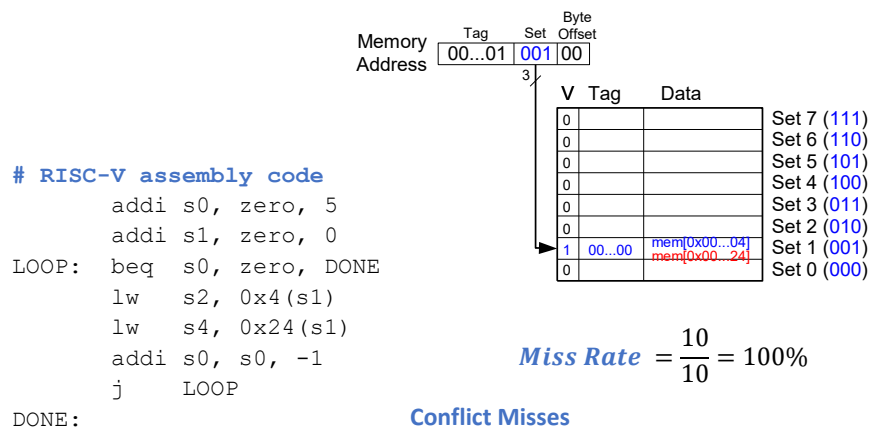 Byte
Tag Set Offset
Memory Address 00...01 001 00
3
V Tag Data
0 Set 7 (111)
0 Set 6 (110)
0 Set 5 (101)
0 Set 4 (100)
0 Set 3 (011)
0 Set 2 (010)
1 00...00 mem[0x00...04] mem[0x00...24] Set 1 (001)
0 Set 0 (000)
# RISC-V assembly code
addi s0, zero, 5
addi s1, zero, 0
LOOP: beq s0, zero, DONE
lw s2, 0x4(s1)
lw s4, 0x24(s1)
addi s0, s0, -1
j LOOP
DONE:
Miss Rate = 10/10 = 100%
Conflict Misses